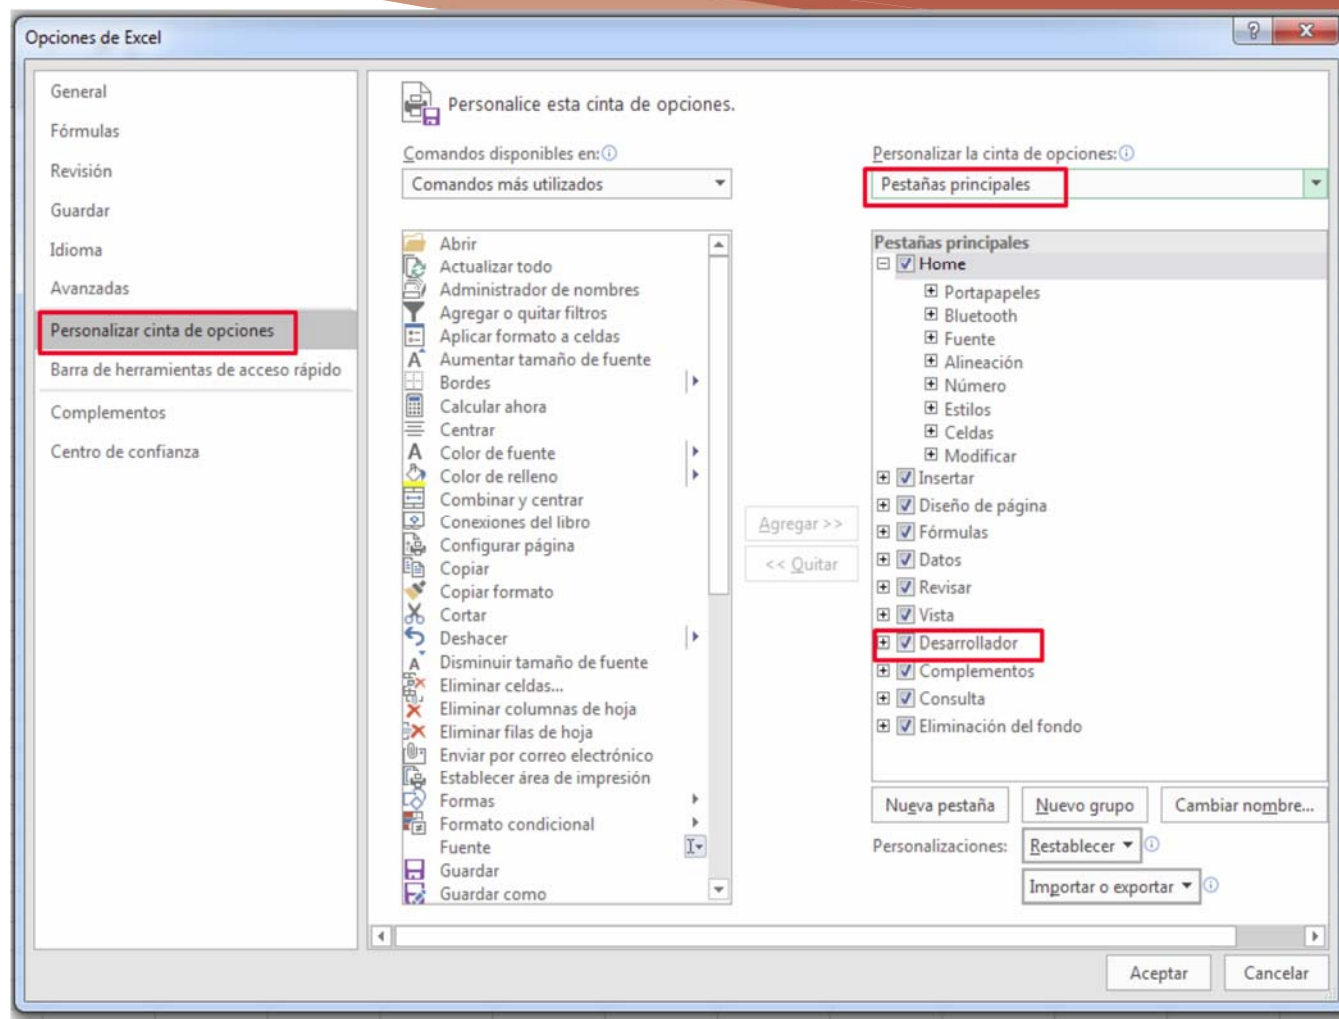 Opciones de Excel
General
Fórmulas
Revisión
Guardar
Idioma
Avanzadas
Personalizar cinta de opciones
Barra de herramientas de acceso rápido
Complementos
Centro de confianza
Personalice esta cinta de opciones.
Comandos disponibles en:
Comandos más utilizados
Abrir
Actualizar todo
Administrador de nombres
Agregar o quitar filtros
Aplicar formato a celdas
Aumentar tamaño de fuente
Bordes
Calcular ahora
Centrar
Color de fuente
Color de relleno
Combinar y centrar
Conexiones del libro
Configurar página
Copiar
Copiar formato
Cortar
Deshacer
Disminuir tamaño de fuente
Eliminar celdas...
Eliminar columnas de hoja
Eliminar filas de hoja
Enviar por correo electrónico
Establecer área de impresión
Formas
Formato condicional
Fuente
Guardar
Guardar como
Agregar >>
<< Quitar
Personalizar la cinta de opciones:
Pestañas principales
Pestañas principales
Home
Portapapeles
Bluetooth
Fuente
Alineación
Número
Estilos
Celdas
Modificar
Insertar
Diseño de página
Fórmulas
Datos
Revisar
Vista
Desarrollador
Complementos
Consulta
Eliminación del fondo
Nueva pestaña
Nuevo grupo
Cambiar nombre...
Personalizaciones:
Restablecer
Importar o exportar
Aceptar
Cancelar